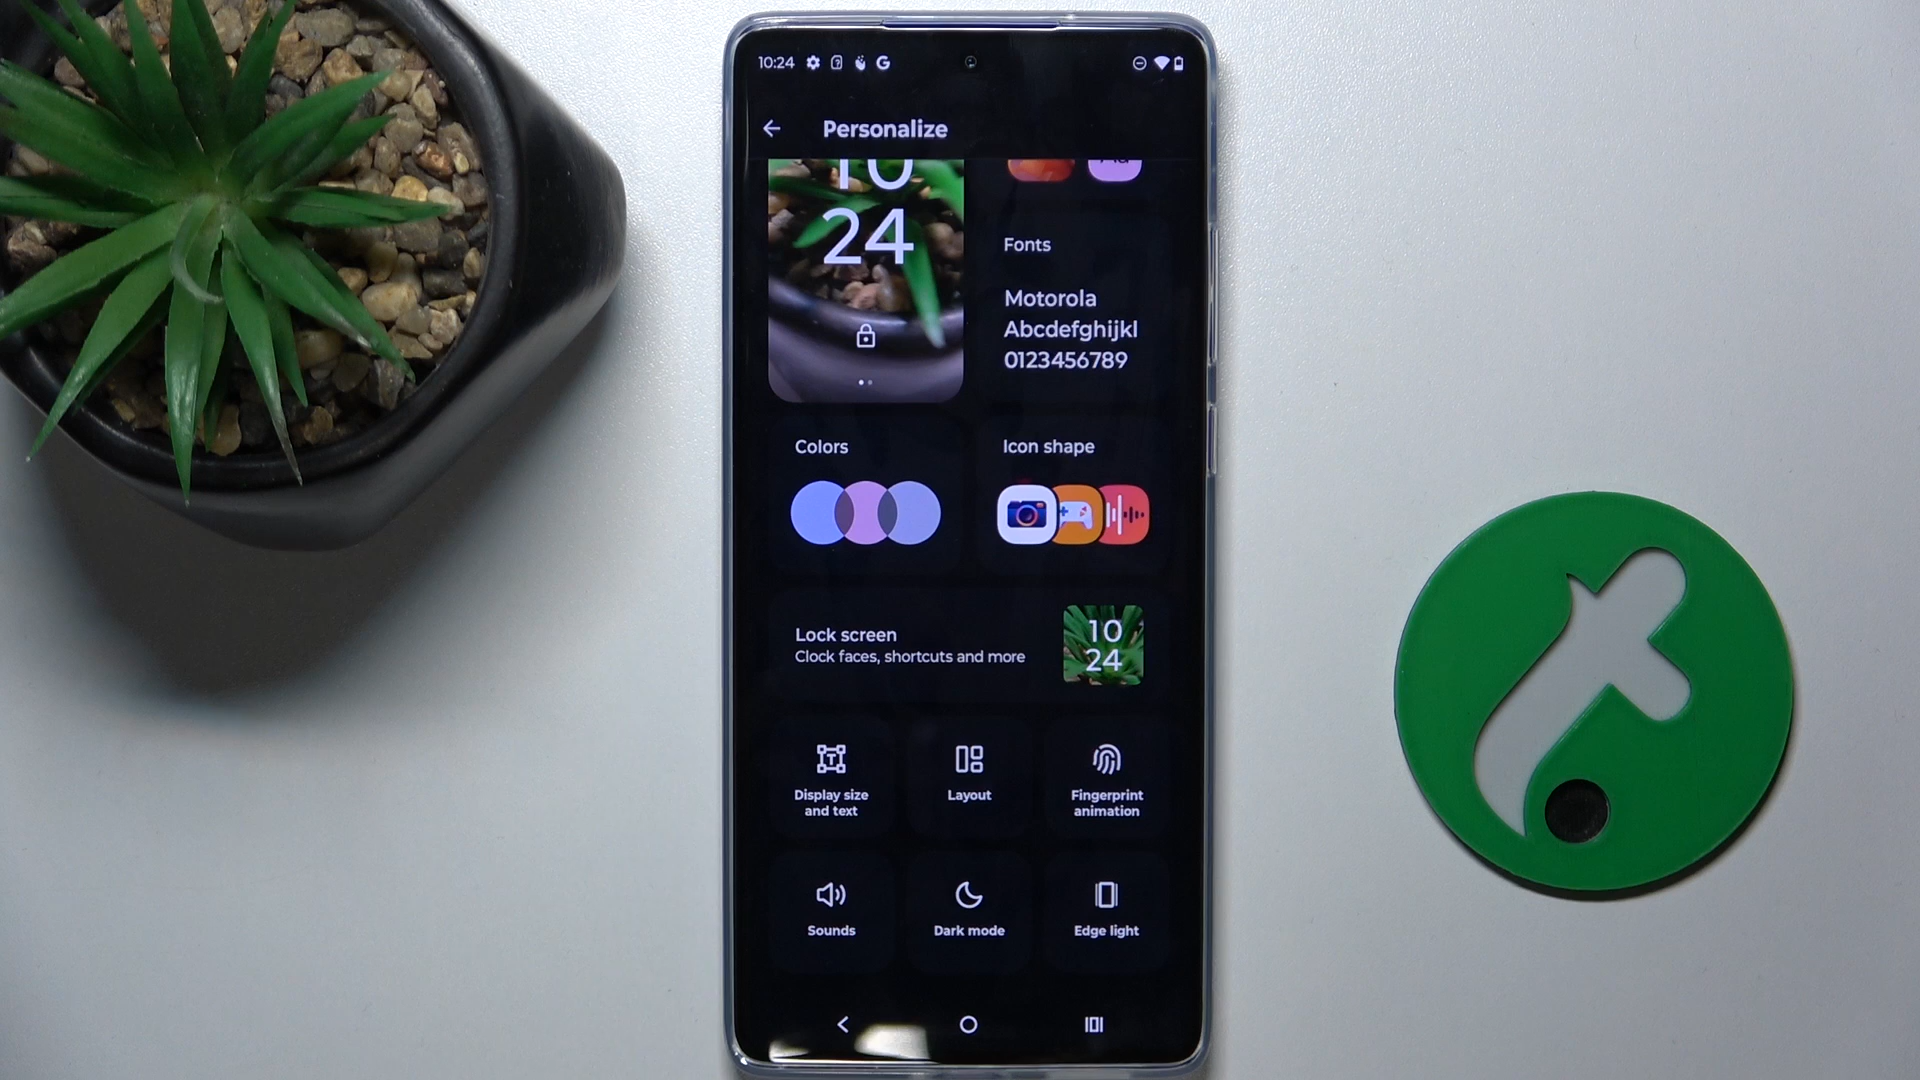 10:24
Personalize
10
24
Fonts
Motorola
Abcdefghijkl
0123456789
Colors
Icon shape
Lock screen
Clock faces, shortcuts and more
10
24
Display size
and text
Layout
Fingerprint
animation
Sounds
Dark mode
Edge light